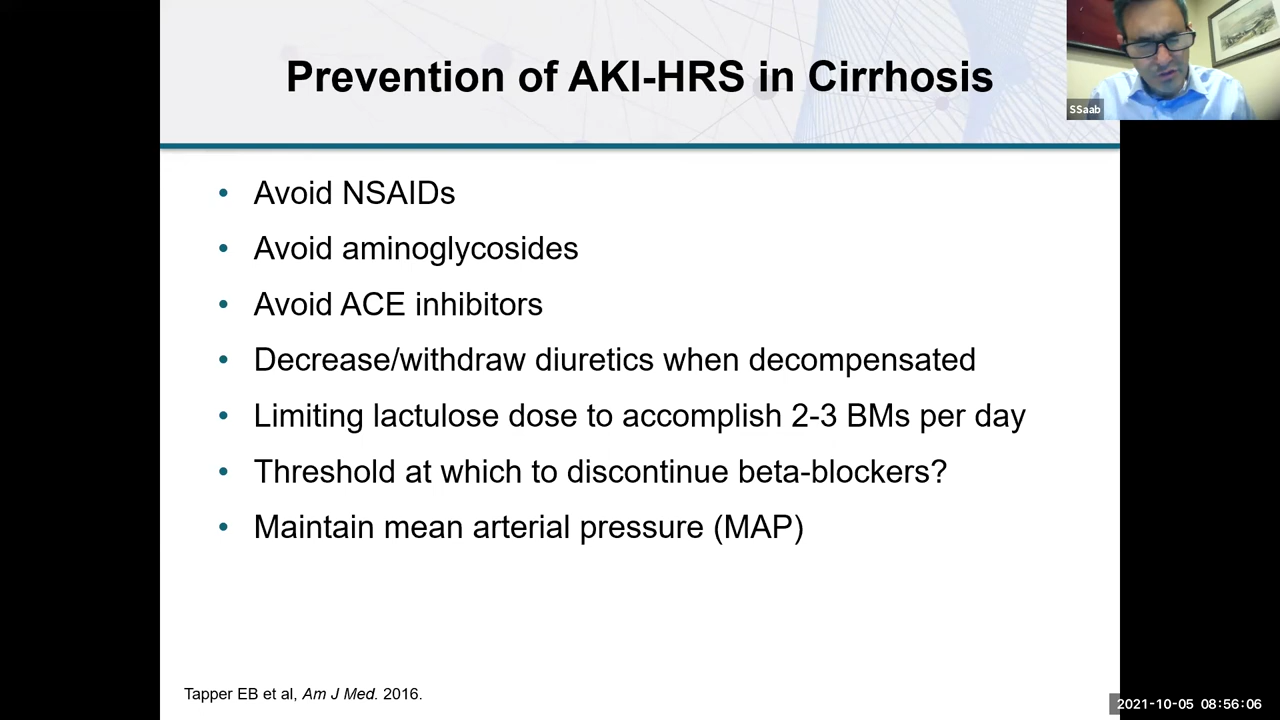 Prevention of AKI-HRS in Cirrhosis
SSaab
• Avoid NSAIDs
• Avoid aminoglycosides
• Avoid ACE inhibitors
• Decrease/withdraw diuretics when decompensated
• Limiting lactulose dose to accomplish 2-3 BMs per day
• Threshold at which to discontinue beta-blockers?
• Maintain mean arterial pressure (MAP)
Tapper EB et al, Am J Med. 2016.
2021-10-05 08:56:06